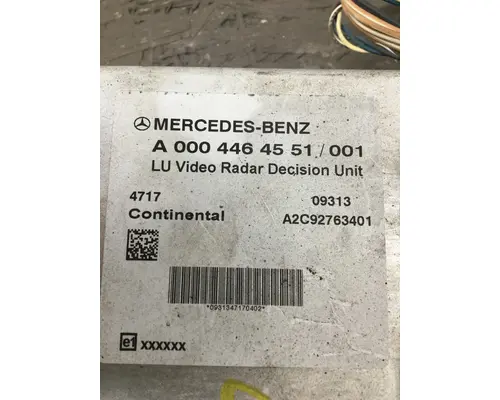 MERCEDES-BENZ
A 000 446 45 51 / 001
LU Video Radar Decision Unit
4717 09313
Continental A2C92763401
*0931347170402*
e1 xxxxxx